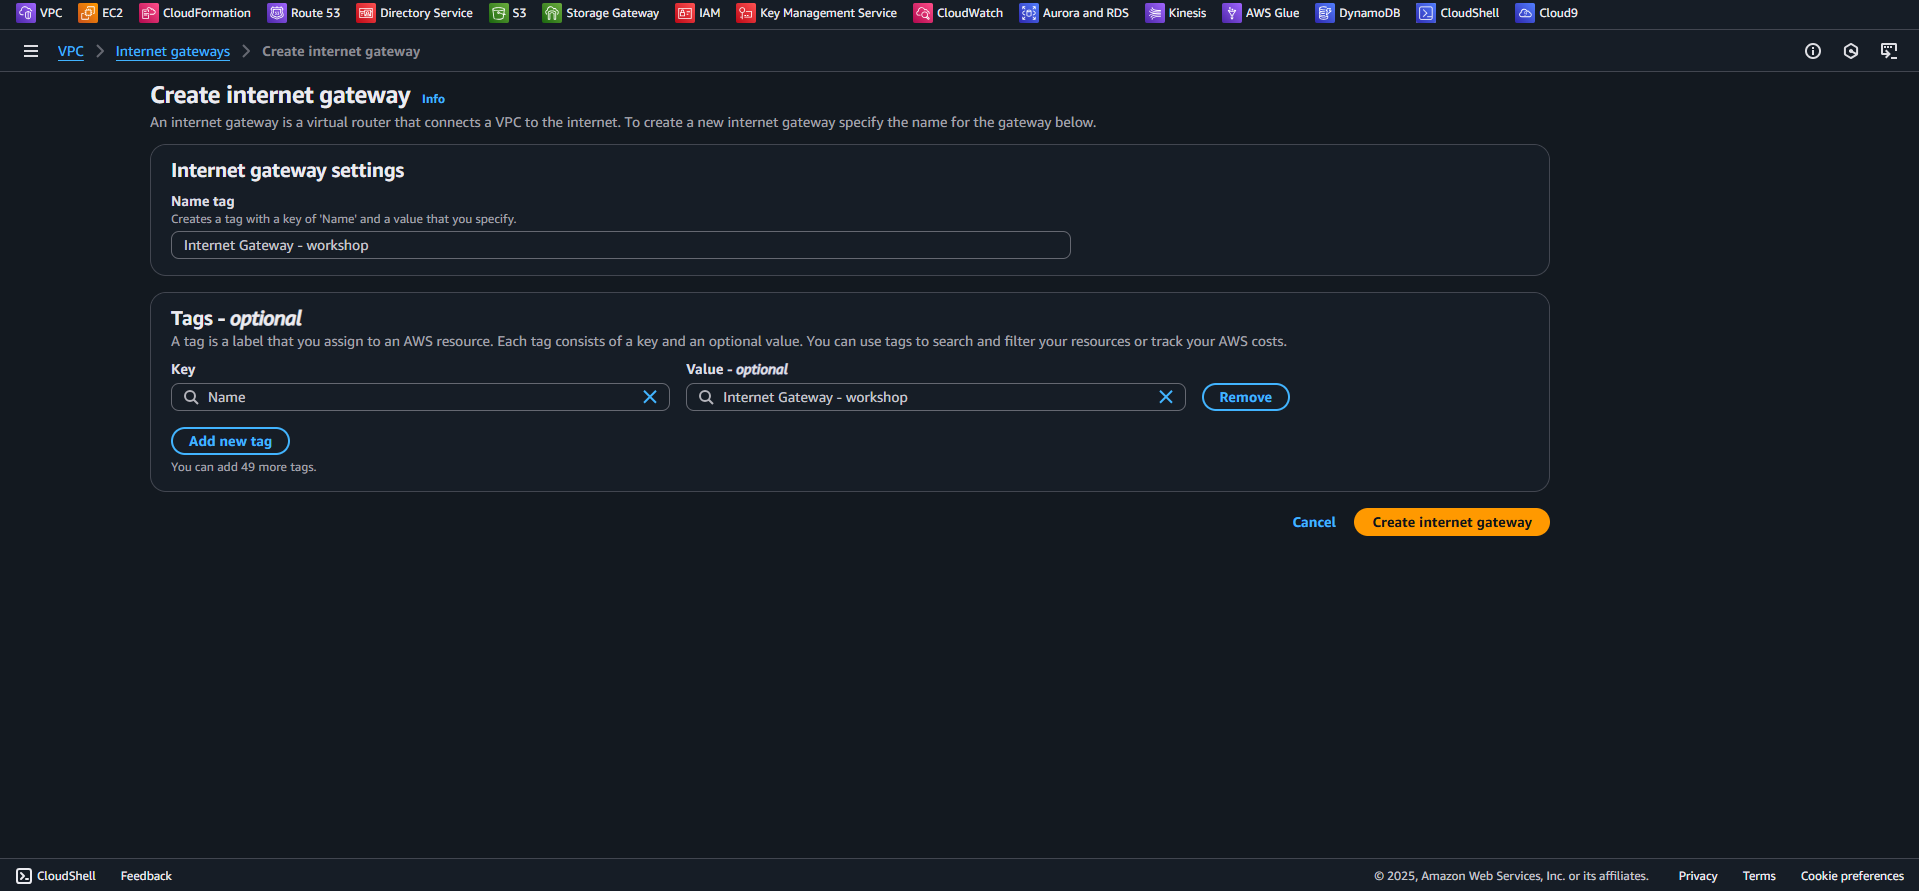 VPC EC2 CloudFormation Route 53 Directory Service S3 Storage Gateway IAM Key Management Service CloudWatch Aurora and RDS Kinesis AWS Glue DynamoDB CloudShell Cloud9
VPC Internet gateways Create internet gateway
Create internet gateway Info
An internet gateway is a virtual router that connects a VPC to the internet. To create a new internet gateway specify the name for the gateway below.
Internet gateway settings
Name tag
Creates a tag with a key of 'Name' and a value that you specify.
Internet Gateway - workshop
Tags - optional
A tag is a label that you assign to an AWS resource. Each tag consists of a key and an optional value. You can use tags to search and filter your resources or track your AWS costs.
Key Value - optional
Name Internet Gateway - workshop Remove
Add new tag
You can add 49 more tags.
Cancel Create internet gateway
CloudShell Feedback © 2025, Amazon Web Services, Inc. or its affiliates. Privacy Terms Cookie preferences